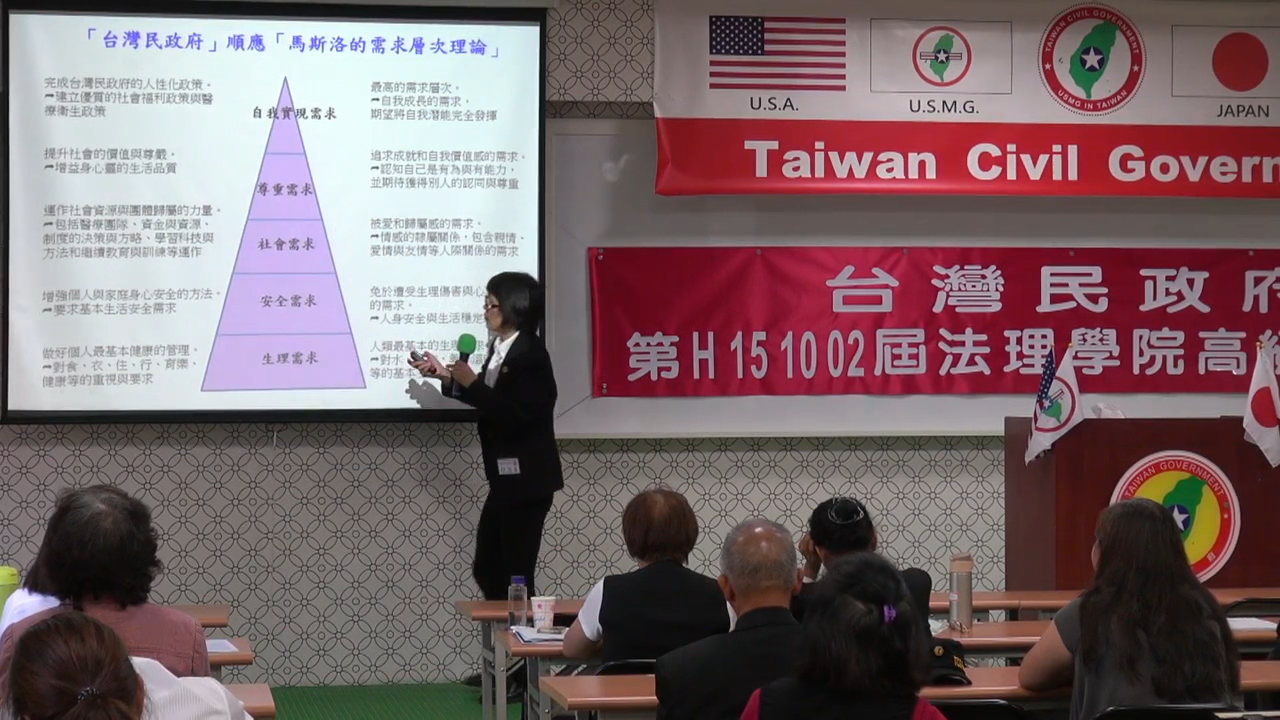 「台灣民政府」順應「馬斯洛的需求層次理論」
完成台灣民政府的人性化政策。
➡建立優質的社會福利政策與醫
療衛生政策
自我實現需求
最高的需求層次。
➡自我成長的需求，
期望將自我潛能完全發揮
提升社會的價值與尊嚴。
➡增益身心靈的生活品質
尊重需求
追求成就和自我價值感的需求。
➡認知自己是有為與有能力，
並期待獲得別人的認同與尊重
運作社會資源與團體歸屬的力量。
➡包括醫療團隊、資金與資源、
制度的決策與方略、學習科技與
方法和繼續教育與訓練等運作
社會需求
被愛和歸屬感的需求。
➡情感的隸屬關係，包含親情、
愛情與友情等人際關係的需求
增強個人與家庭身心安全的方法。
➡要求基本生活安全需求
安全需求
免於遭受生理傷害與心
的需求。
➡人身安全與生活穩定
做好個人最基本健康的管理。
➡對食、衣、住、行、育樂、
健康等的重視與要求
生理需求
人類最基本的生理
➡對水
等的基本
U.S.A.
U.S.M.G.
TAIWAN CIVIL GOVERNMENT
USMG IN TAIWAN
JAPAN
Taiwan Civil Govern
台灣民政府
第H 15 10 02屆法理學院高
TAIWAN GOVERNMENT